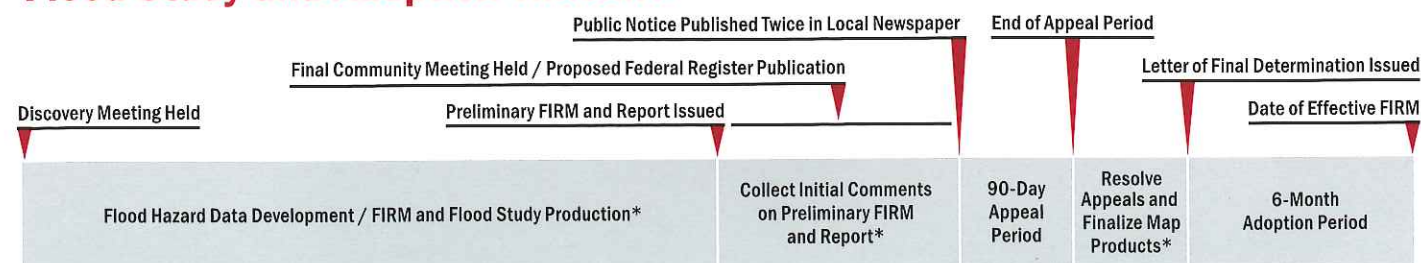 Public Notice Published Twice in Local Newspaper
End of Appeal Period
Final Community Meeting Held / Proposed Federal Register Publication
Letter of Final Determination Issued
Discovery Meeting Held
Preliminary FIRM and Report Issued
Date of Effective FIRM
Flood Hazard Data Development / FIRM and Flood Study Production*
Collect Initial Comments
on Preliminary FIRM
and Report*
90-Day
Appeal
Period
Resolve
Appeals and
Finalize Map
Products*
6-Month
Adoption Period